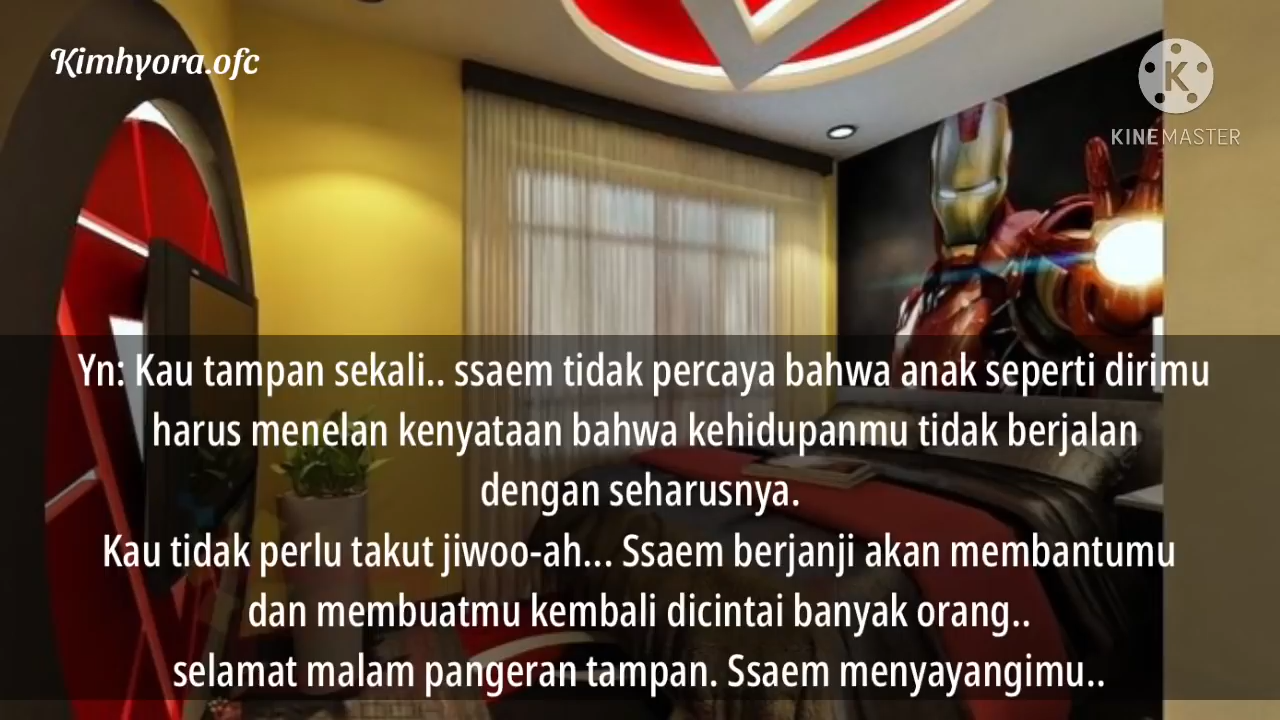 Kimhyora.ofc
K
KINEMASTER
Yn: Kau tampan sekali.. ssaem tidak percaya bahwa anak seperti dirimu
harus menelan kenyataan bahwa kehidupanmu tidak berjalan
dengan seharusnya.
Kau tidak perlu takut jiwoo-ah... Ssaem berjanji akan membantumu
dan membuatmu kembali dicintai banyak orang..
selamat malam pangeran tampan. Ssaem menyayangimu..